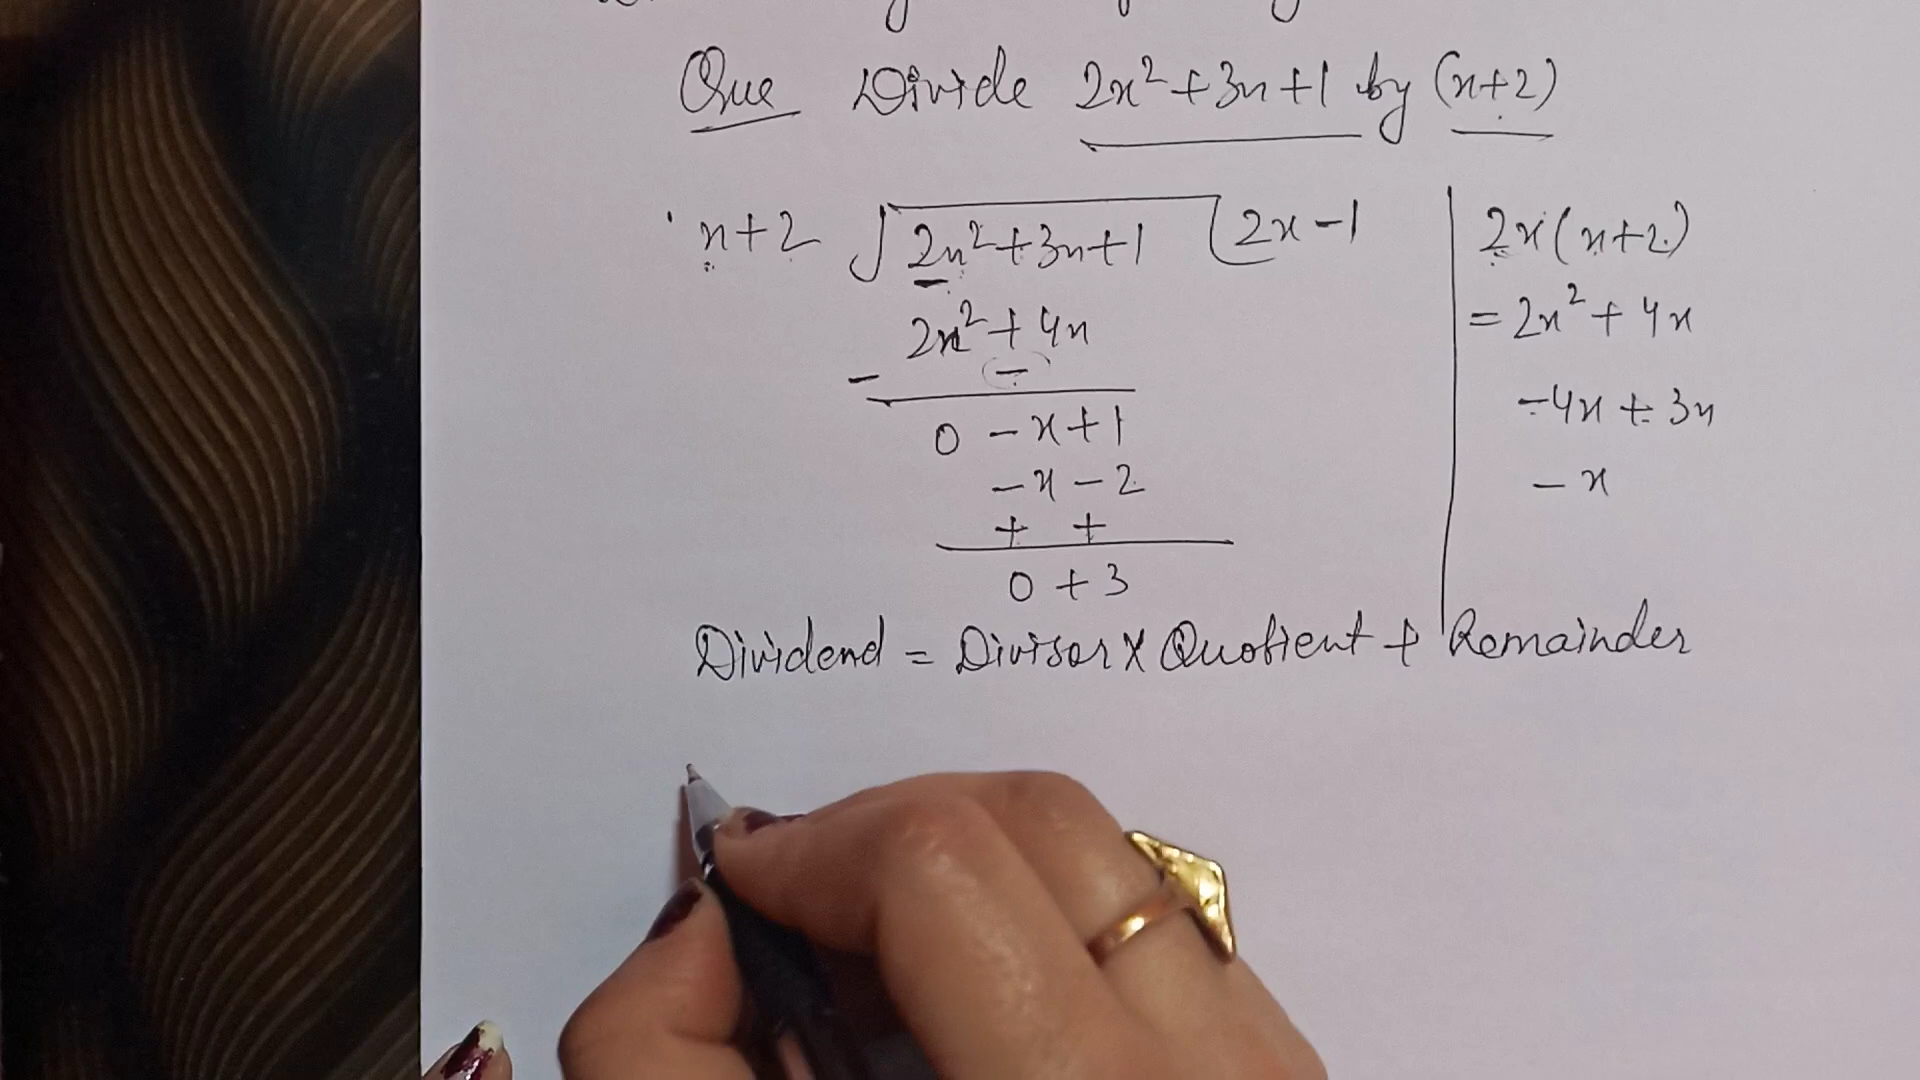 Que Divide 2x²+3x+1 by (x+2)
x+2 2x²+3x+1 2x-1
2x²+4x
- -
0 -x+1
-x-2
+ +
0+3
2x(x+2)
=2x²+4x
-4x+3x
-x
Dividend = Divisor X Quotient + Remainder